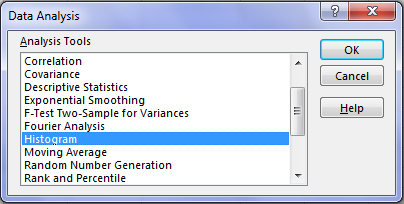 Data Analysis
?
Analysis Tools
OK
Correlation
Covariance
Cancel
Descriptive Statistics
Exponential Smoothing
F-Test Two-Sample for Variances
Help
Fourier Analysis
Histogram
Moving Average
Random Number Generation
Rank and Percentile